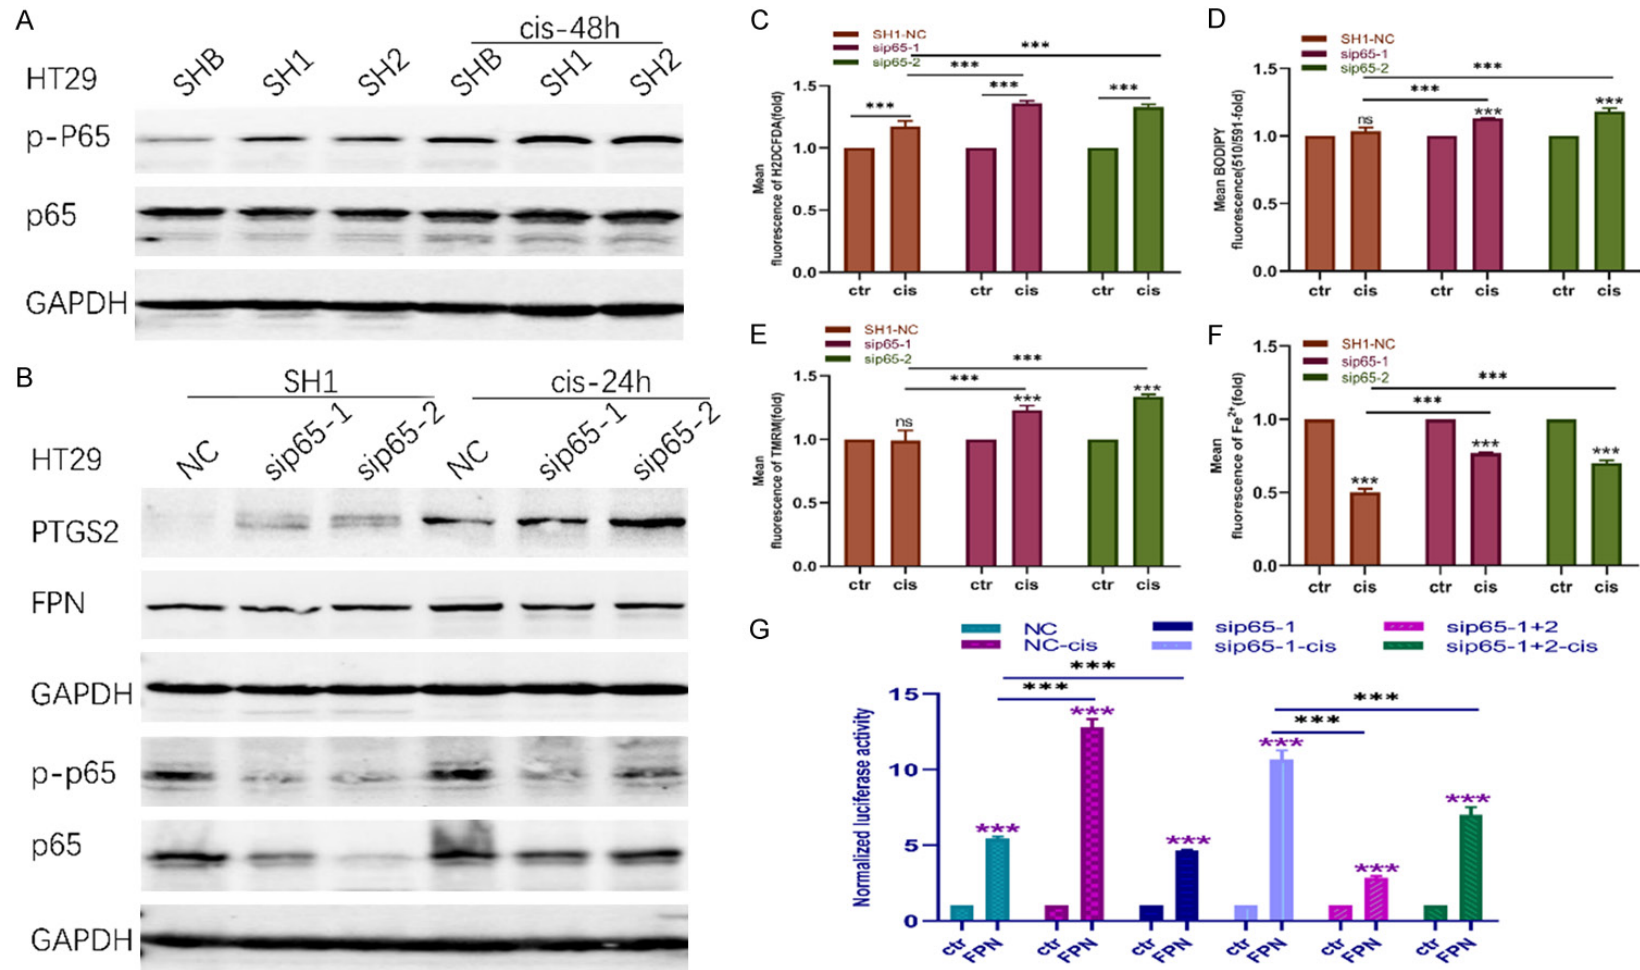 A
cis-48h
HT29
SHB
SH1
SH2
SHB
SH1
SH2
p-P65
p65
GAPDH
B
SH1
cis-24h
HT29
NC
sip65-1
sip65-2
NC
sip65-1
sip65-2
PTGS2
FPN
GAPDH
p-p65
p65
GAPDH
C
SH1-NC
sip65-1
sip65-2
***
***
***
***
***
Mean
fluorescence of H2DCFDA(fold)
1.5
1.0
0.5
0.0
ctr
cis
ctr
cis
ctr
cis
D
SH1-NC
sip65-1
sip65-2
***
***
ns
***
***
Mean BODIPY
fluorescence(510/591-fold)
1.5
1.0
0.5
0.0
ctr
cis
ctr
cis
ctr
cis
E
SH1-NC
sip65-1
sip65-2
***
***
ns
***
***
Mean
fluorescence of TMRM(fold)
1.5
1.0
0.5
0.0
ctr
cis
ctr
cis
ctr
cis
F
SH1-NC
sip65-1
sip65-2
***
***
***
***
***
Mean
fluorescence of Fe²⁺(fold)
1.5
1.0
0.5
0.0
ctr
cis
ctr
cis
ctr
cis
G
NC
NC-cis
sip65-1
sip65-1-cis
sip65-1+2
sip65-1+2-cis
***
***
***
***
***
***
***
***
***
***
Normalized luciferase activity
15
10
5
0
ctr
FPN
ctr
FPN
ctr
FPN
ctr
FPN
ctr
FPN
ctr
FPN